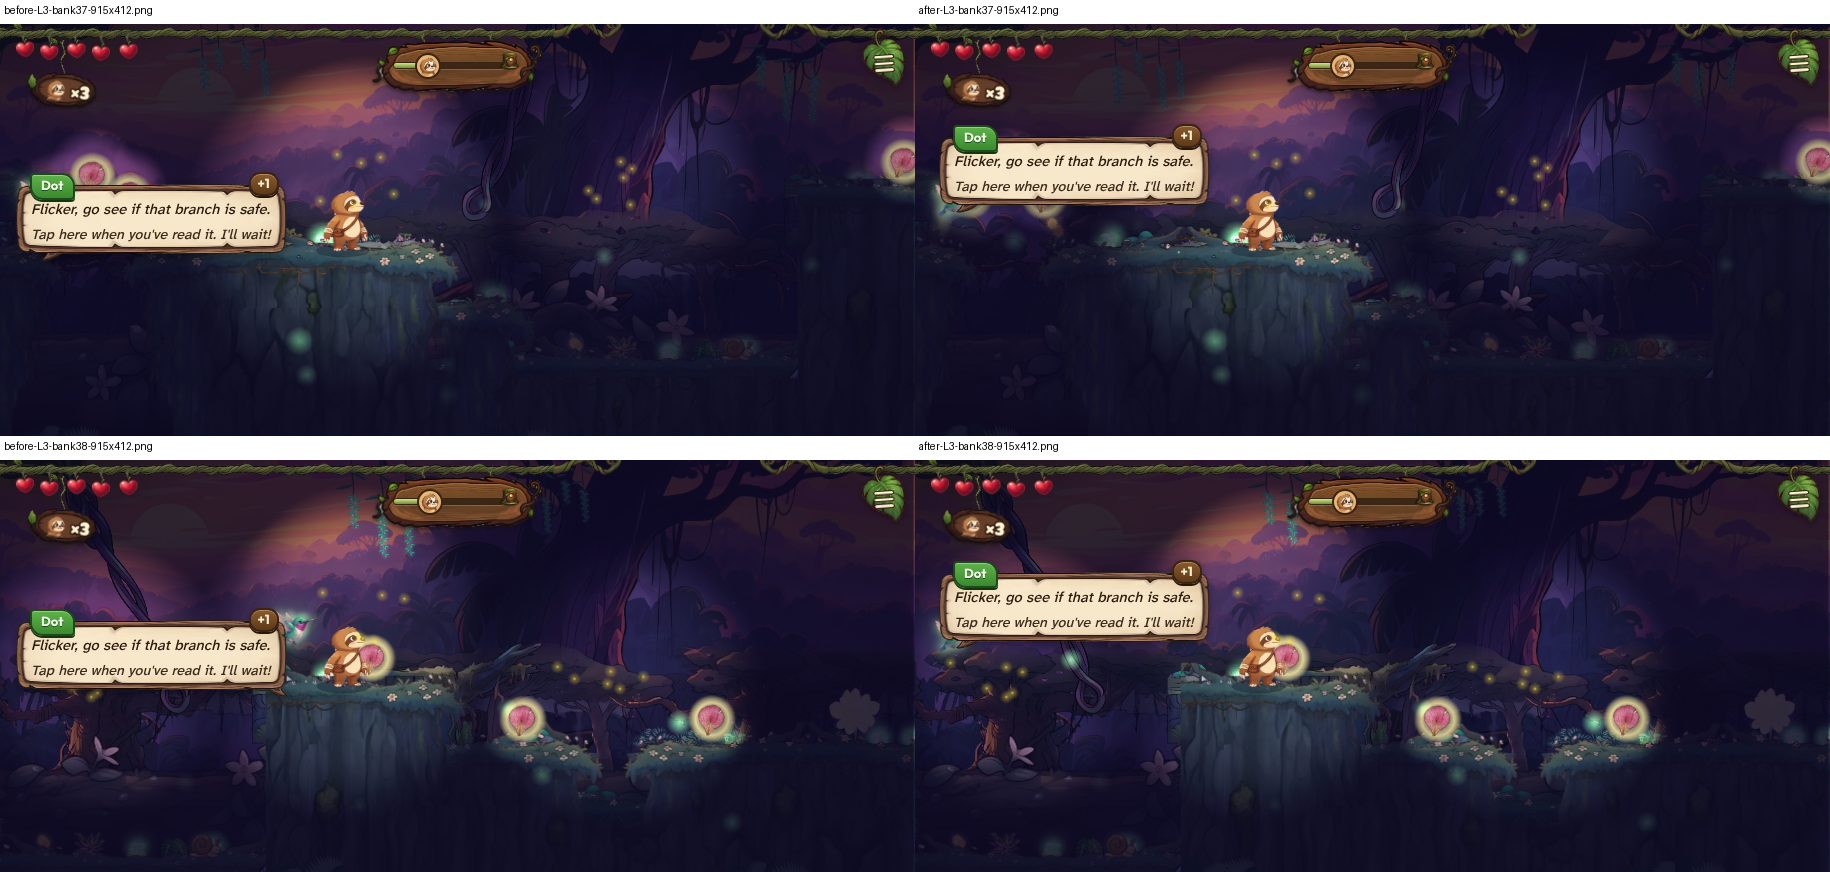 before-L3-bank37-915x412.png
after-L3-bank37-915x412.png
×3
Dot
+1
Flicker, go see if that branch is safe.
Tap here when you've read it. I'll wait!
×3
Dot
+1
Flicker, go see if that branch is safe.
Tap here when you've read it. I'll wait!
before-L3-bank38-915x412.png
after-L3-bank38-915x412.png
×3
Dot
+1
Flicker, go see if that branch is safe.
Tap here when you've read it. I'll wait!
×3
Dot
+1
Flicker, go see if that branch is safe.
Tap here when you've read it. I'll wait!